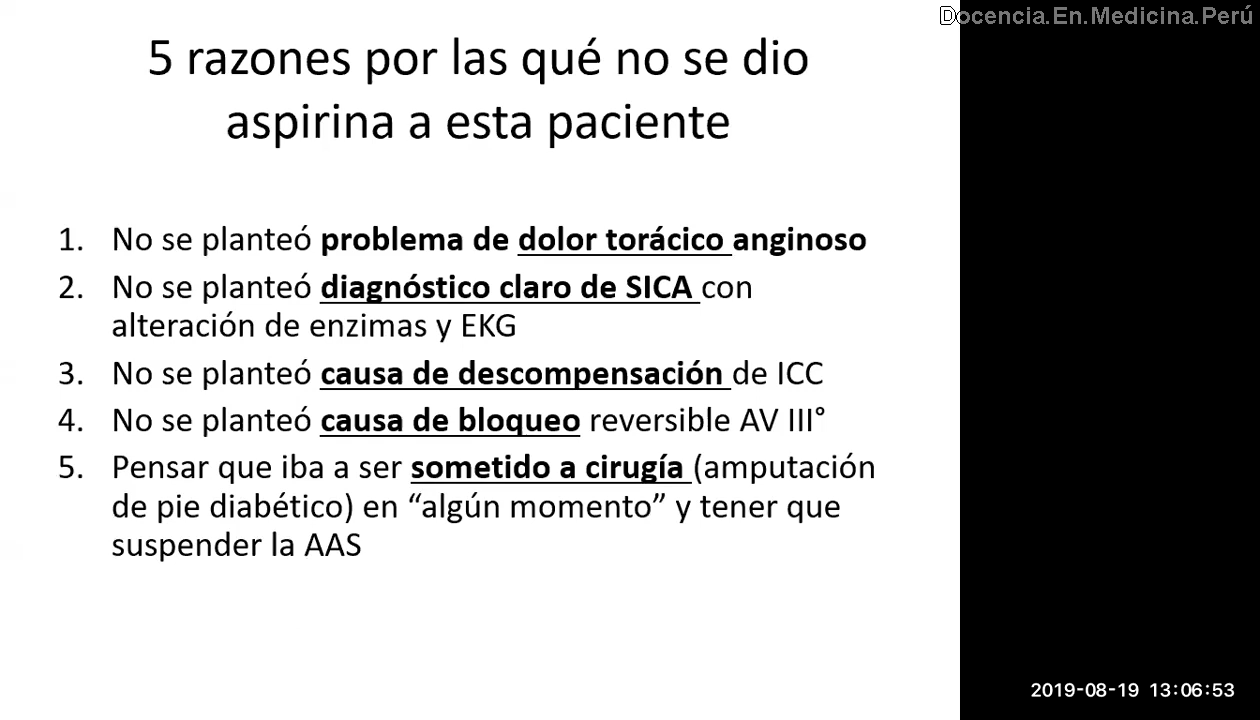 Docencia.En.Medicina.Perú
5 razones por las qué no se dio
aspirina a esta paciente
1. No se planteó problema de dolor torácico anginoso
2. No se planteó diagnóstico claro de SICA con
alteración de enzimas y EKG
3. No se planteó causa de descompensación de ICC
4. No se planteó causa de bloqueo reversible AV III°
5. Pensar que iba a ser sometido a cirugía (amputación
de pie diabético) en “algún momento” y tener que
suspender la AAS
2019-08-19 13:06:53